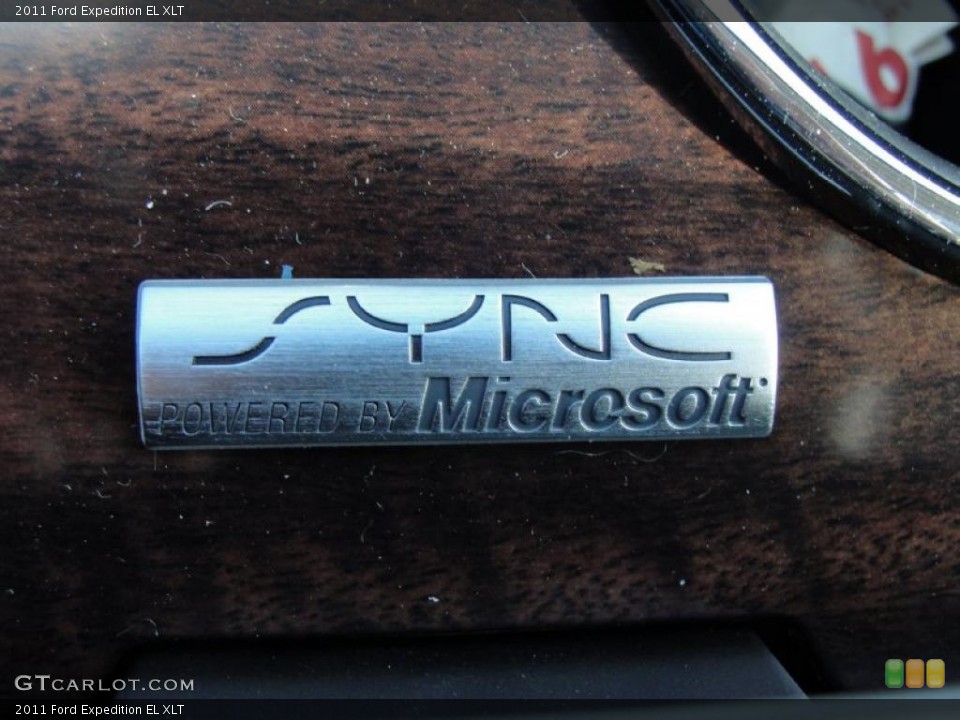 2011 Ford Expedition EL XLT
SYNC
POWERED BY Microsoft
GTCARLOT.COM
2011 Ford Expedition EL XLT